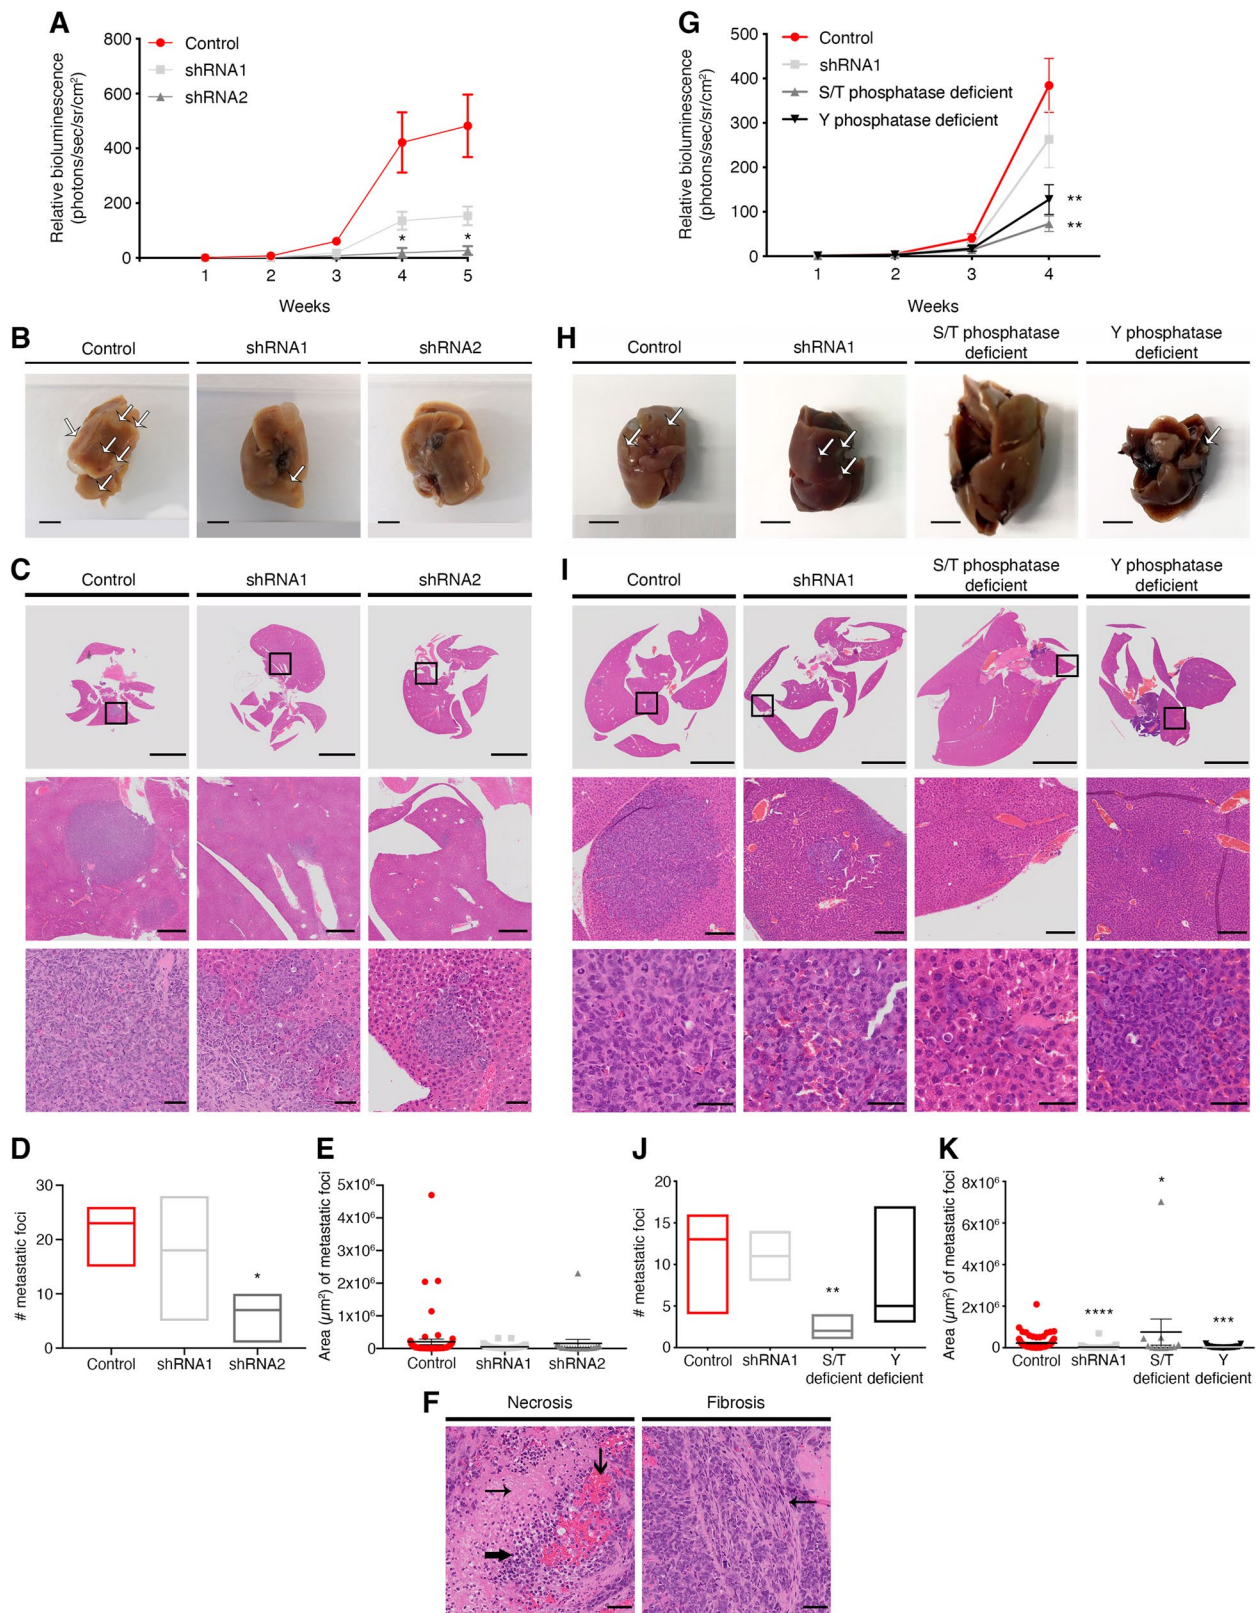 A
Relative bioluminescence
(photons/sec/sr/cm²)
800
600
400
200
0
Control
shRNA1
shRNA2
*
*
1 2 3 4 5
Weeks
G
Relative bioluminescence
(photons/sec/sr/cm²)
500
400
300
200
100
0
Control
shRNA1
S/T phosphatase deficient
Y phosphatase deficient
**
**
1 2 3 4
Weeks
B
Control shRNA1 shRNA2
H
Control shRNA1 S/T phosphatase deficient Y phosphatase deficient
C
Control shRNA1 shRNA2
I
Control shRNA1 S/T phosphatase deficient Y phosphatase deficient
D
# metastatic foci
30
20
10
0
*
Control shRNA1 shRNA2
E
Area (µm²) of metastatic foci
5x10⁶
4x10⁶
3x10⁶
2x10⁶
1x10⁶
0
Control shRNA1 shRNA2
J
# metastatic foci
20
15
10
5
0
**
Control shRNA1 S/T deficient Y deficient
K
Area (µm²) of metastatic foci
8x10⁶
6x10⁶
4x10⁶
2x10⁶
0
****
*
***
Control shRNA1 S/T deficient Y deficient
F
Necrosis Fibrosis